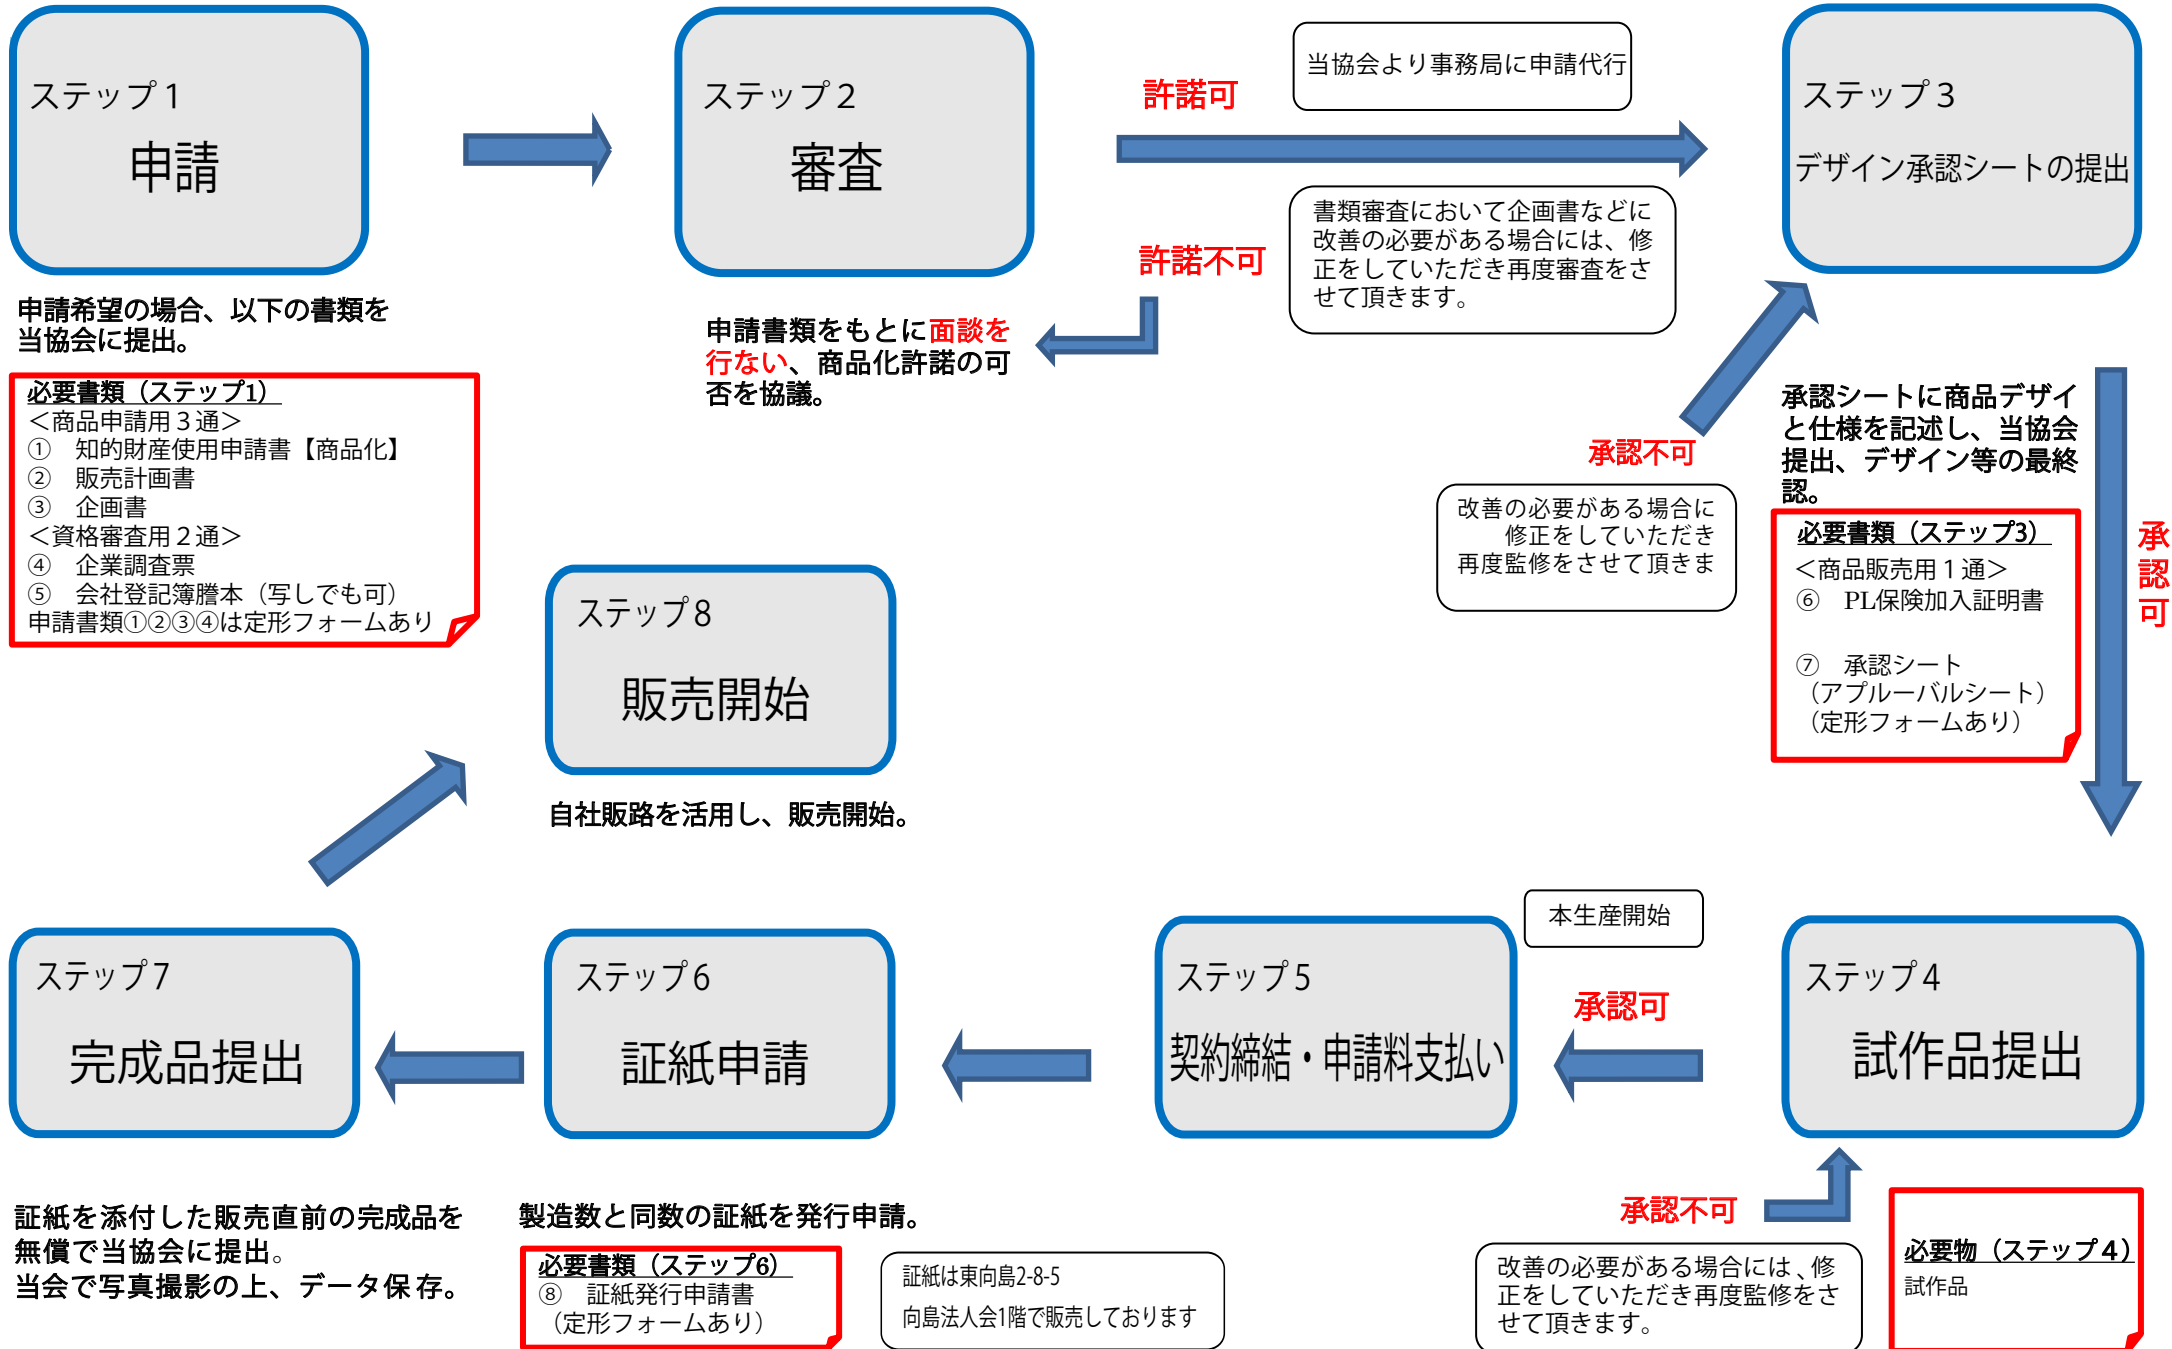 ステップ１
申請
ステップ２
審査
許諾可
当協会より事務局に申請代行
ステップ３
デザイン承認シートの提出
許諾不可
書類審査において企画書などに
改善の必要がある場合には、修
正をしていただき再度審査をさ
せて頂きます。
申請希望の場合、以下の書類を
当協会に提出。
申請書類をもとに面談を
行ない、商品化許諾の可
否を協議。
必要書類（ステップ1）
＜商品申請用３通＞
①　知的財産使用申請書【商品化】
②　販売計画書
③　企画書
＜資格審査用２通＞
④　企業調査票
⑤　会社登記簿謄本（写しでも可）
申請書類①②③④は定形フォームあり
承認不可
改善の必要がある場合に
修正をしていただき
再度監修をさせて頂きま
承認シートに商品デザイ
と仕様を記述し、当協会
提出、デザイン等の最終
認。
必要書類（ステップ3）
＜商品販売用１通＞
⑥　PL保険加入証明書
⑦　承認シート
（アプルーバルシート）
（定形フォームあり）
承
認
可
ステップ８
販売開始
自社販路を活用し、販売開始。
ステップ７
完成品提出
ステップ６
証紙申請
ステップ５
契約締結・申請料支払い
本生産開始
承認可
ステップ４
試作品提出
証紙を添付した販売直前の完成品を
無償で当協会に提出。
当会で写真撮影の上、データ保存。
製造数と同数の証紙を発行申請。
必要書類（ステップ6）
⑧　証紙発行申請書
（定形フォームあり）
証紙は東向島2-8-5
向島法人会1階で販売しております
承認不可
改善の必要がある場合には、修
正をしていただき再度監修をさ
せて頂きます。
必要物（ステップ４）
試作品